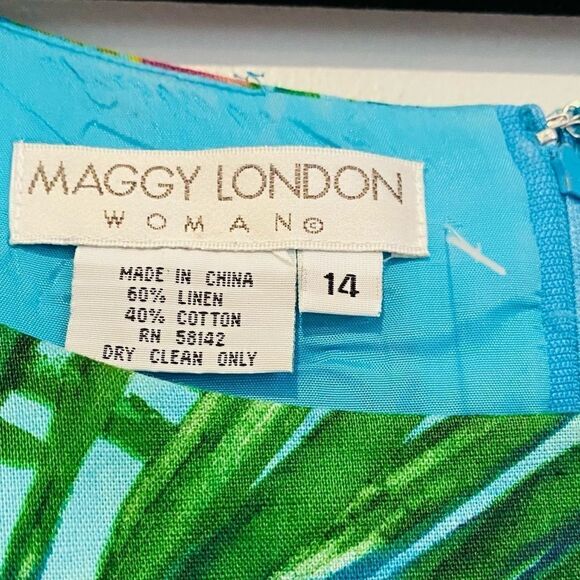 MAGGY LONDON
WOMAN©
MADE IN CHINA
60% LINEN
40% COTTON
RN 58142
DRY CLEAN ONLY
14